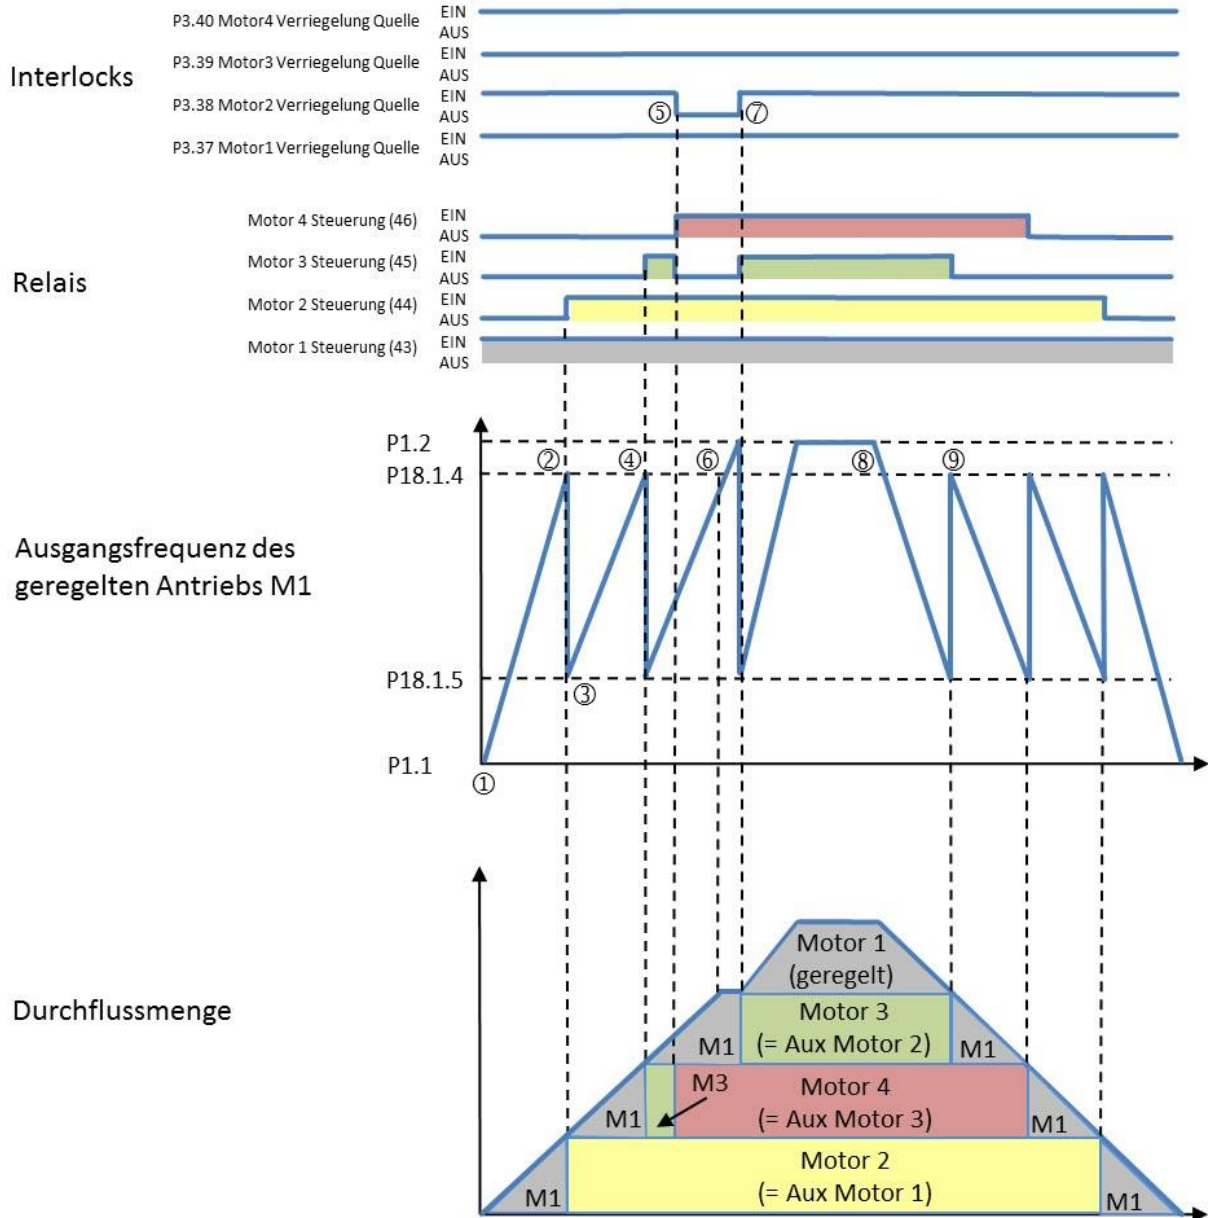 P3.40 Motor4 Verriegelung Quelle
EIN
AUS
P3.39 Motor3 Verriegelung Quelle
EIN
AUS
Interlocks
P3.38 Motor2 Verriegelung Quelle
EIN
AUS
⑤
⑦
P3.37 Motor1 Verriegelung Quelle
EIN
AUS
Motor 4 Steuerung (46)
EIN
AUS
Relais
Motor 3 Steuerung (45)
EIN
AUS
Motor 2 Steuerung (44)
EIN
AUS
Motor 1 Steuerung (43)
EIN
AUS
P1.2
② ④ ⑥ ⑧ ⑨
P18.1.4
Ausgangsfrequenz des
geregelten Antriebs M1
P18.1.5
③
P1.1
①
Durchflussmenge
Motor 1
(geregelt)
Motor 3
(= Aux Motor 2)
M1
M1
M3
Motor 4
(= Aux Motor 3)
M1
M1
Motor 2
(= Aux Motor 1)
M1
M1